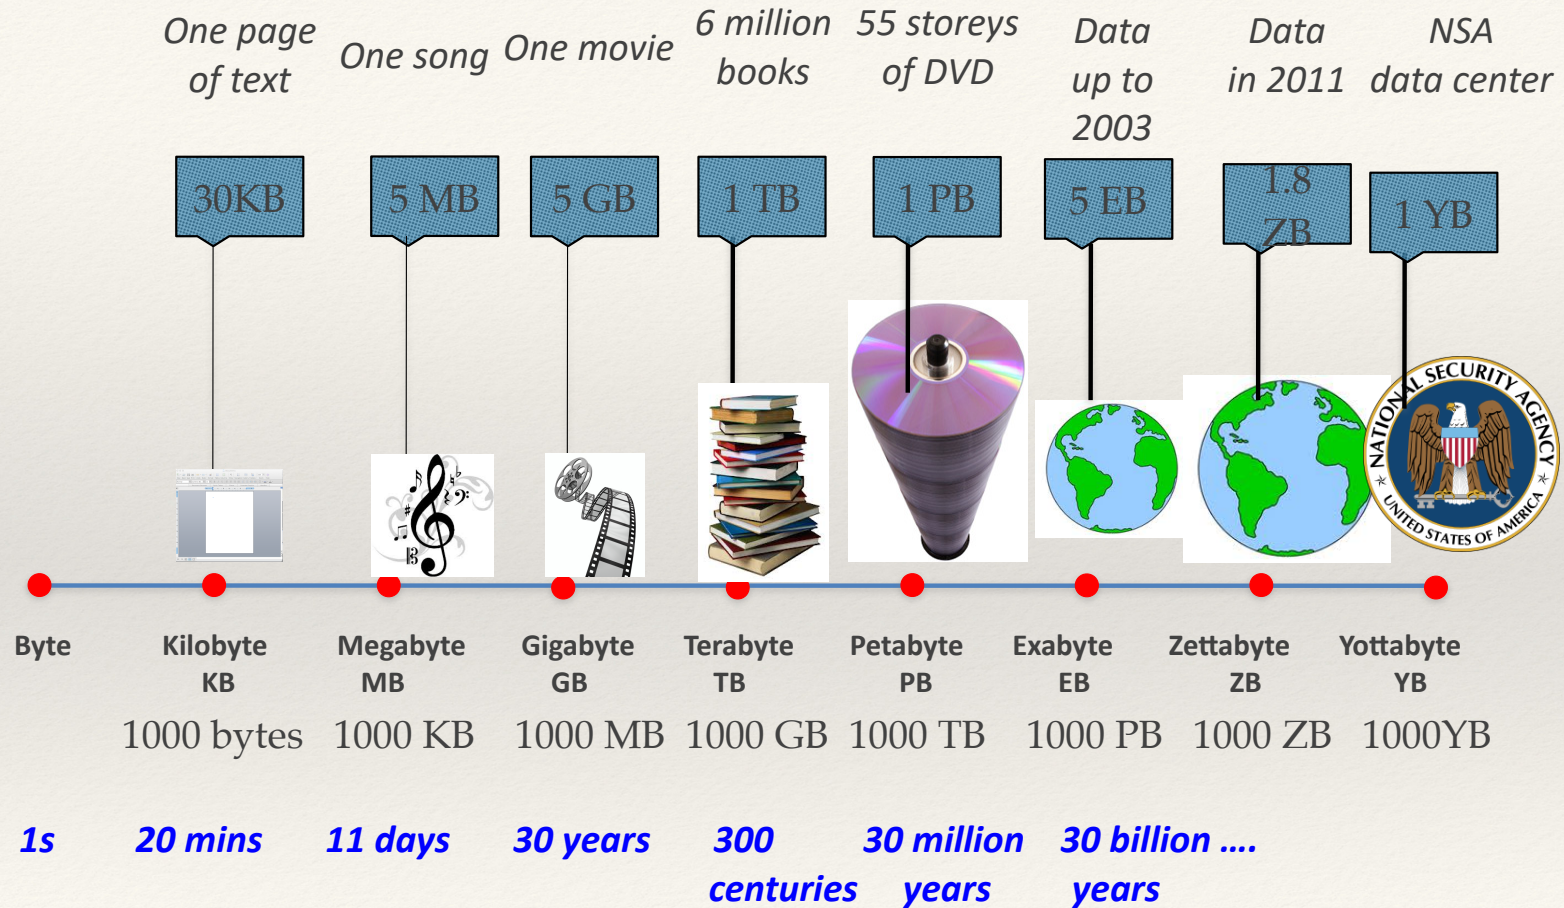 One page
of text
One song
One movie
6 million
books
55 storeys
of DVD
Data
up to
2003
Data
in 2011
NSA
data center
30KB
5 MB
5 GB
1 TB
1 PB
5 EB
1.8
ZB
1 YB
NATIONAL SECURITY AGENCY
UNITED STATES OF AMERICA
Byte
Kilobyte
KB
Megabyte
MB
Gigabyte
GB
Terabyte
TB
Petabyte
PB
Exabyte
EB
Zettabyte
ZB
Yottabyte
YB
1000 bytes
1000 KB
1000 MB
1000 GB
1000 TB
1000 PB
1000 ZB
1000YB
1s
20 mins
11 days
30 years
300
centuries
30 million
years
30 billion ....
years